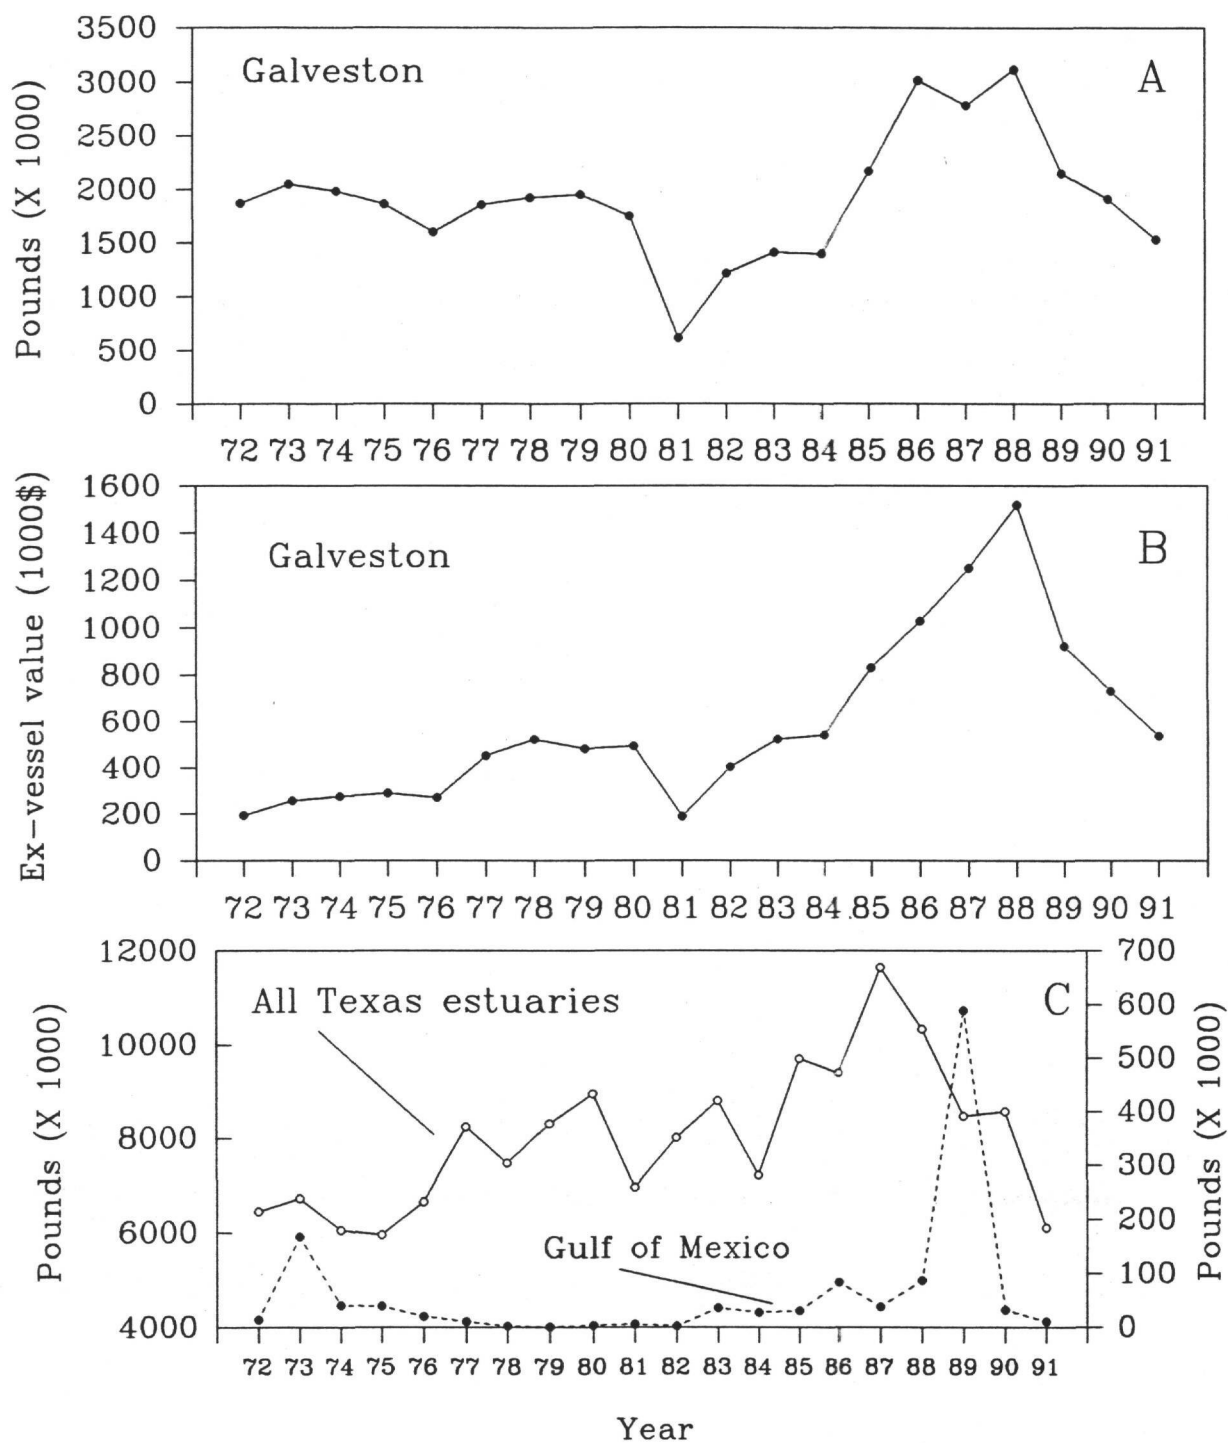 3500
3000
2500
2000
1500
1000
500
0
Pounds (X 1000)
Galveston
A
72 73 74 75 76 77 78 79 80 81 82 83 84 85 86 87 88 89 90 91
1600
1400
1200
1000
800
600
400
200
0
Ex-vessel value (1000$)
Galveston
B
72 73 74 75 76 77 78 79 80 81 82 83 84 85 86 87 88 89 90 91
12000
10000
8000
6000
4000
Pounds (X 1000)
All Texas estuaries
C
Gulf of Mexico
700
600
500
400
300
200
100
0
Pounds (X 1000)
72 73 74 75 76 77 78 79 80 81 82 83 84 85 86 87 88 89 90 91
Year